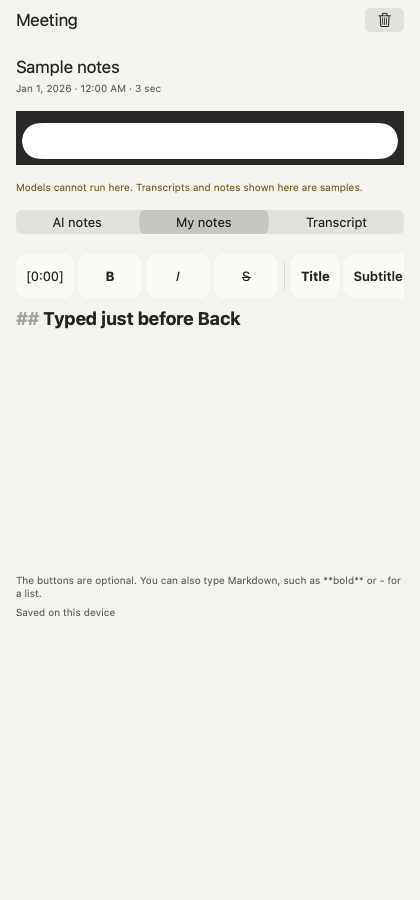 Meeting
Sample notes
Jan 1, 2026 · 12:00 AM · 3 sec
Models cannot run here. Transcripts and notes shown here are samples.
AI notes My notes Transcript
[0:00] B I S Title Subtitle
## Typed just before Back
The buttons are optional. You can also type Markdown, such as **bold** or - for
a list.
Saved on this device